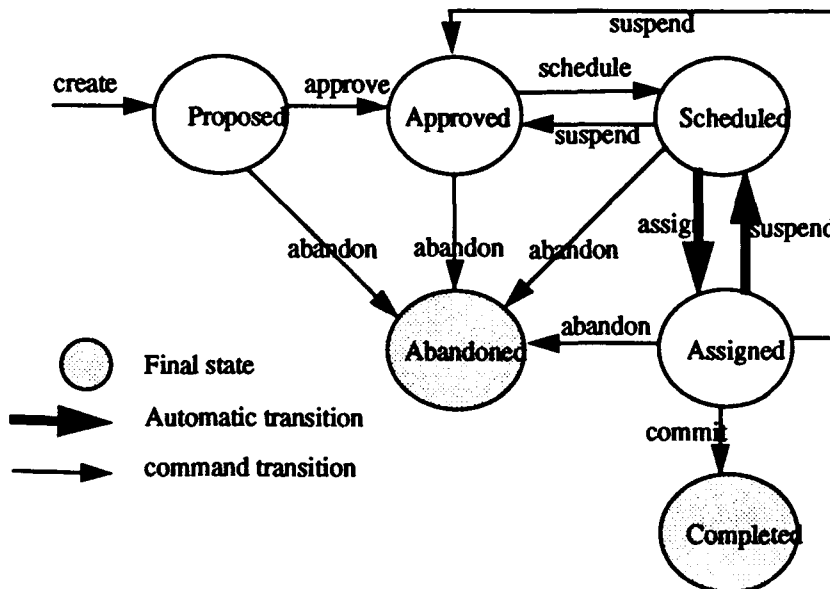 suspend
create
approve
schedule
Proposed
Approved
Scheduled
suspend
assign
suspend
abandon
abandon
abandon
abandon
Abandoned
Assigned
Final state
Automatic transition
commit
command transition
Completed